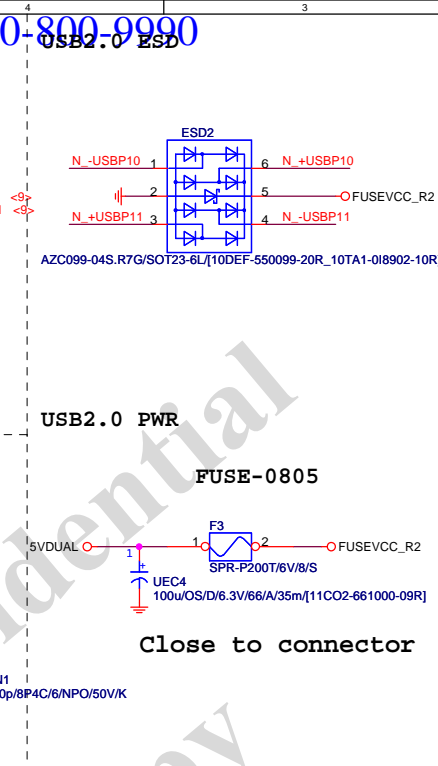 4 3
0-800-9990
USB2.0 ESD
ESD2
N_-USBP10 1 6 N_+USBP10
<9> 2 5 FUSEVCC_R2
<9> N_+USBP11 3 4 N_-USBP11
AZC099-04S.R7G/SOT23-6L/[10DEF-550099-20R_10TA1-0I8902-10R
USB2.0 PWR
FUSE-0805
F3
5VDUAL 1 2 FUSEVCC_R2
SPR-P200T/6V/8/S
1
+
UEC4
100u/OS/D/6.3V/66/A/35m/[11CO2-661000-09R]
Close to connector
N1
0p/8P4C/6/NPO/50V/K